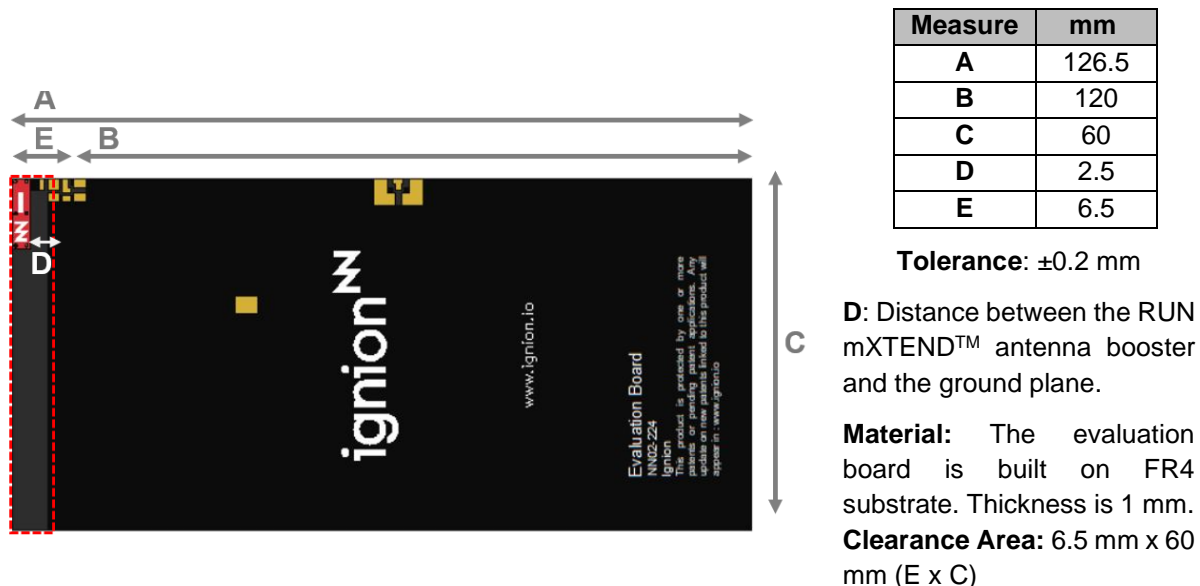 A
E B
D
C
ignion
www.ignion.io
Evaluation Board
NN02-224
Ignion
This product is protected by one or more
patents or pending patent applications. Any
update on new patents linked to this product will
appear in : www.ignion.io
Measure mm
A 126.5
B 120
C 60
D 2.5
E 6.5
Tolerance: ±0.2 mm
D: Distance between the RUN
mXTEND™ antenna booster
and the ground plane.
Material: The evaluation
board is built on FR4
substrate. Thickness is 1 mm.
Clearance Area: 6.5 mm x 60
mm (E x C)